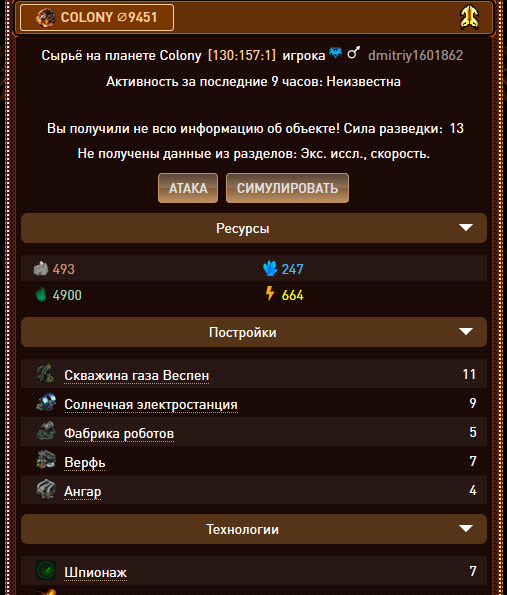 COLONY ⌀9451
Сырьё на планете Colony [130:157:1] игрока dmitriy1601862
Активность за последние 9 часов: Неизвестна
Вы получили не всю информацию об объекте! Сила разведки: 13
Не получены данные из разделов: Экс. иссл., скорость.
АТАКА СИМУЛИРОВАТЬ
Ресурсы
493 247
4900 664
Постройки
Скважина газа Веспен 11
Солнечная электростанция 9
Фабрика роботов 5
Верфь 7
Ангар 4
Технологии
Шпионаж 7